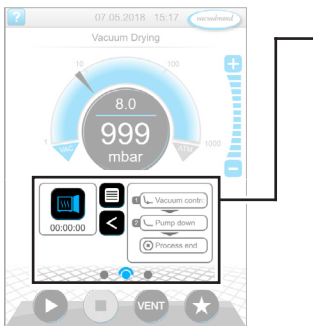 ?
07.05.2018 15:17
vacuubrand
Vacuum Drying
10
100
1
1000
VAC
ATM
8.0
999
mbar
00:00:00
1 Vacuum contr.
2 Pump down
Process end
VENT